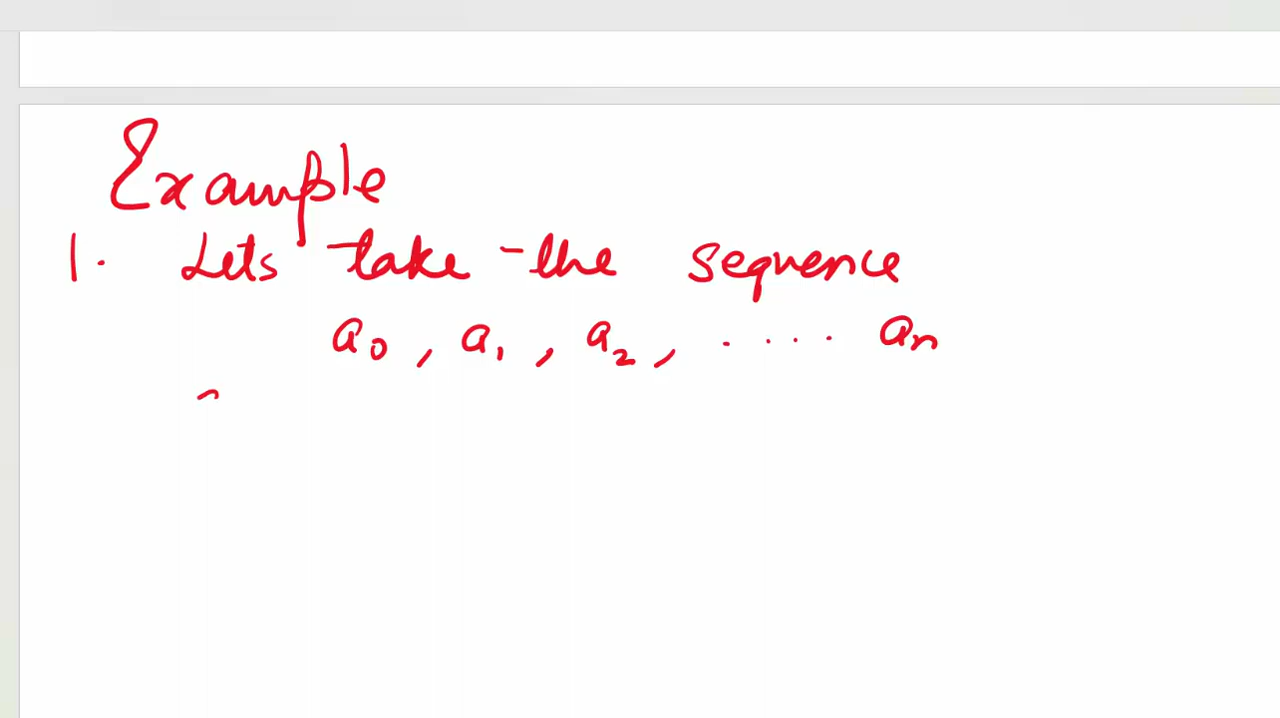 Example
1. Lets take the sequence
a₀, a₁, a₂, ..... aₙ